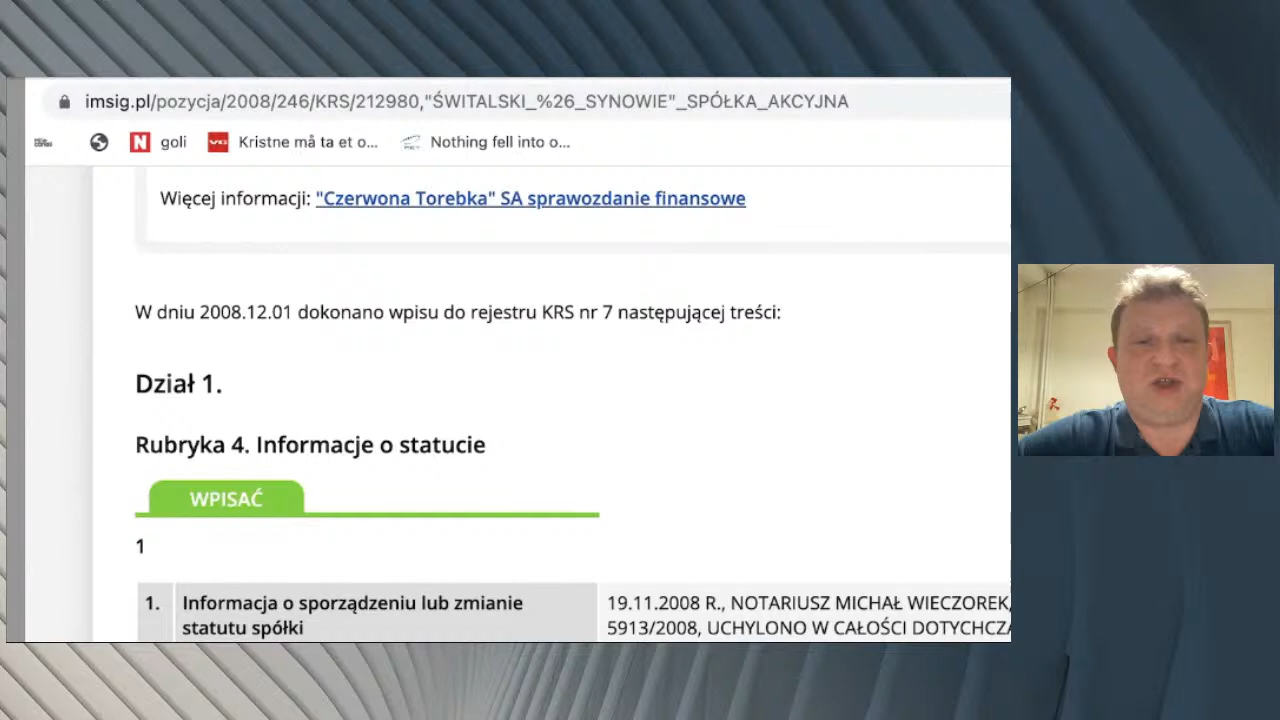 imsig.pl/pozycja/2008/246/KRS/212980,"ŚWITALSKI_%26_SYNOWIE"_SPÓŁKA_AKCYJNA
N goli VG Kristne må ta et o... Nothing fell into o...
Więcej informacji: "Czerwona Torebka" SA sprawozdanie finansowe
W dniu 2008.12.01 dokonano wpisu do rejestru KRS nr 7 następującej treści:
Dział 1.
Rubryka 4. Informacje o statucie
WPISAĆ
1
1. Informacja o sporządzeniu lub zmianie 19.11.2008 R., NOTARIUSZ MICHAŁ WIECZOREK,
statutu spółki 5913/2008, UCHYLONO W CAŁOŚCI DOTYCHCZA